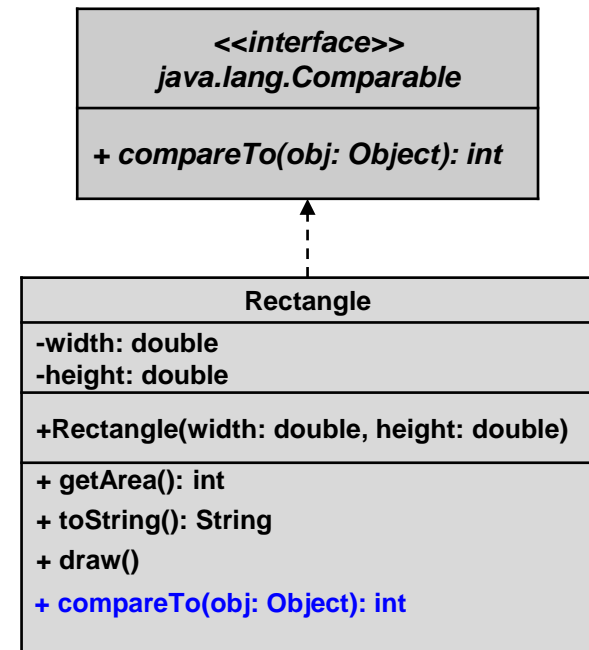 <<interface>>
java.lang.Comparable
+ compareTo(obj: Object): int
Rectangle
-width: double
-height: double
+Rectangle(width: double, height: double)
+ getArea(): int
+ toString(): String
+ draw()
+ compareTo(obj: Object): int